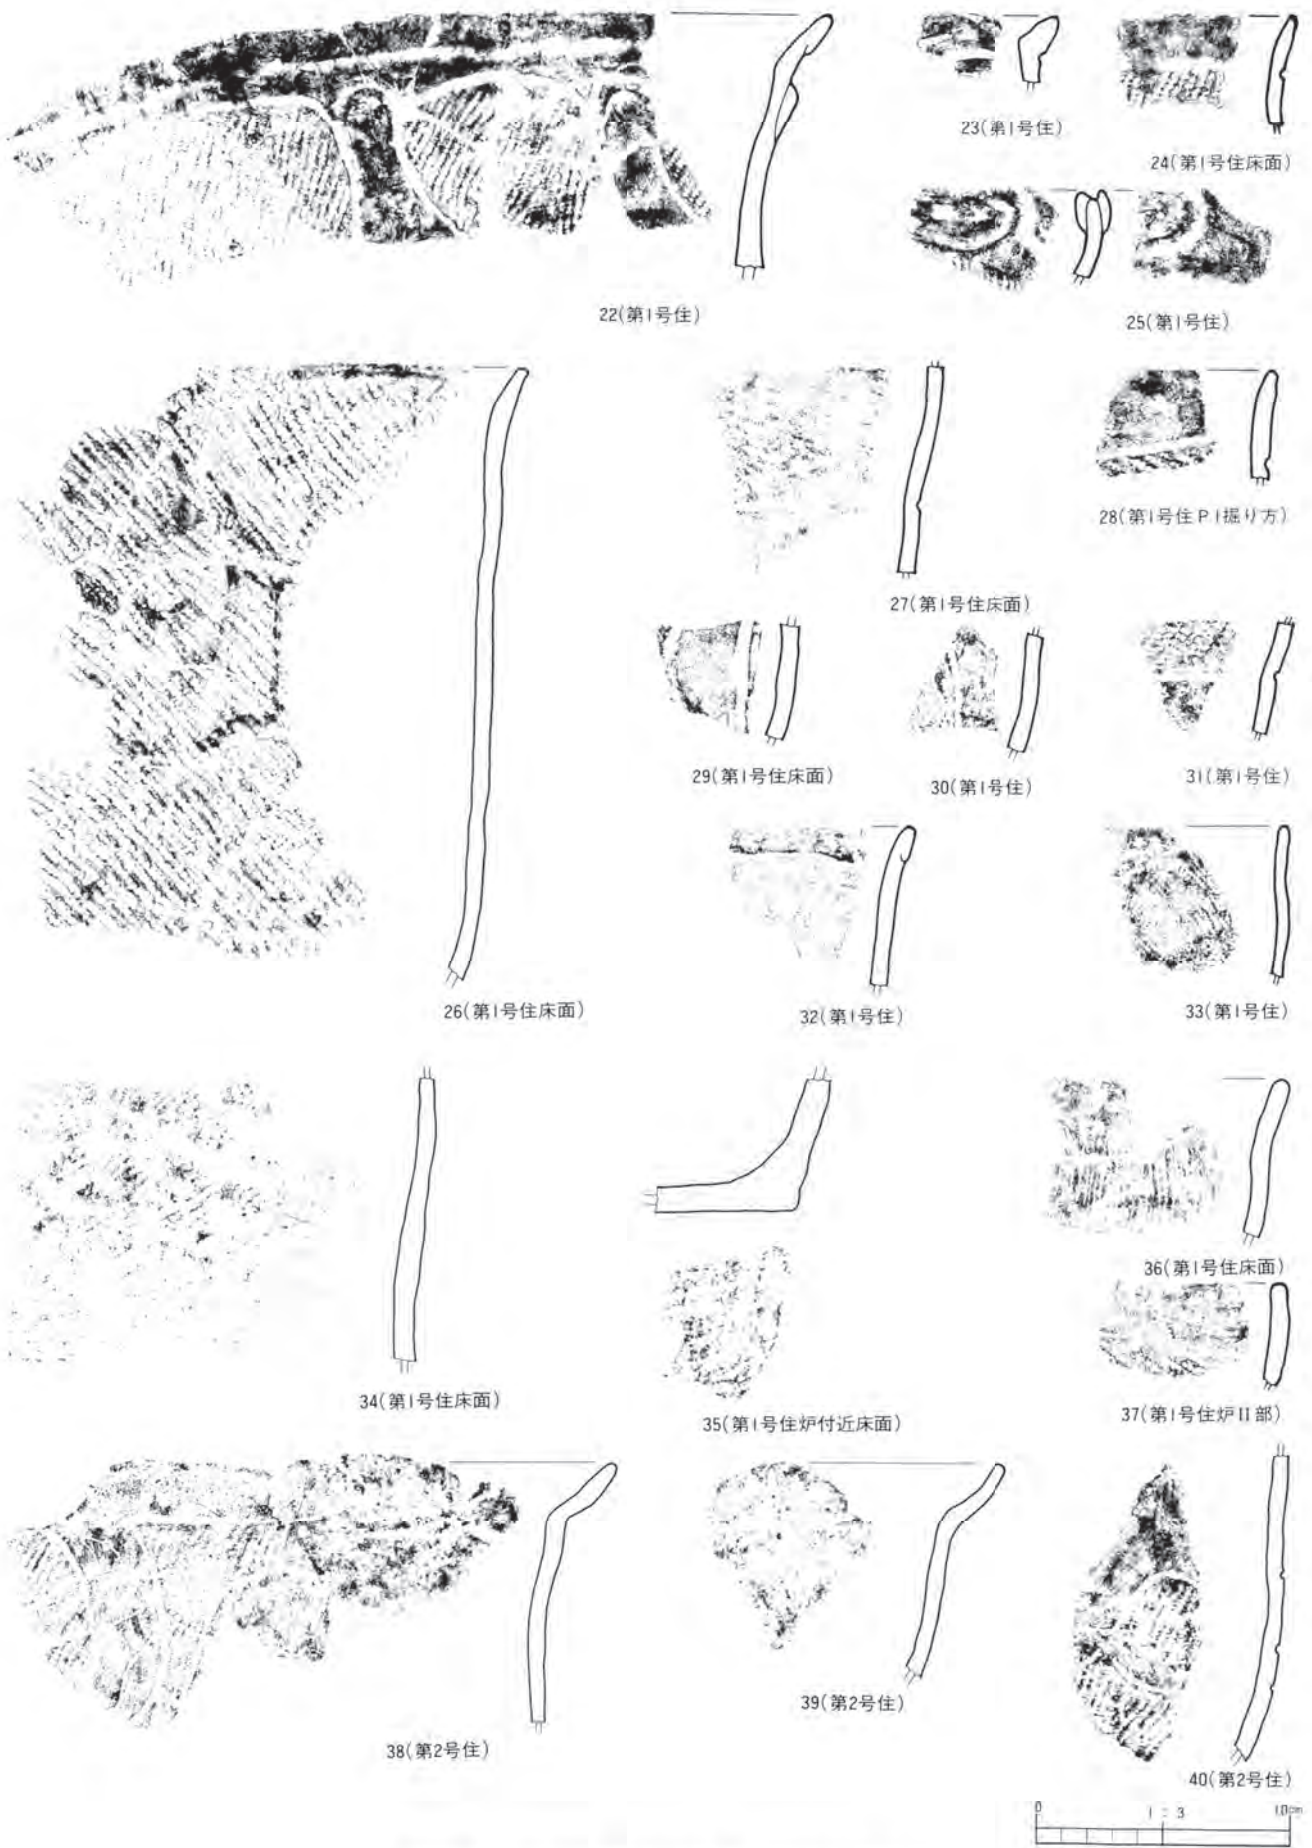 22(第1号住)
23(第1号住)
24(第1号住床面)
25(第1号住)
26(第1号住床面)
27(第1号住床面)
28(第1号住P1掘り方)
29(第1号住床面)
30(第1号住)
31(第1号住)
32(第1号住)
33(第1号住)
34(第1号住床面)
35(第1号住炉付近床面)
36(第1号住床面)
37(第1号住炉II部)
38(第2号住)
39(第2号住)
40(第2号住)
0 1:3 10cm